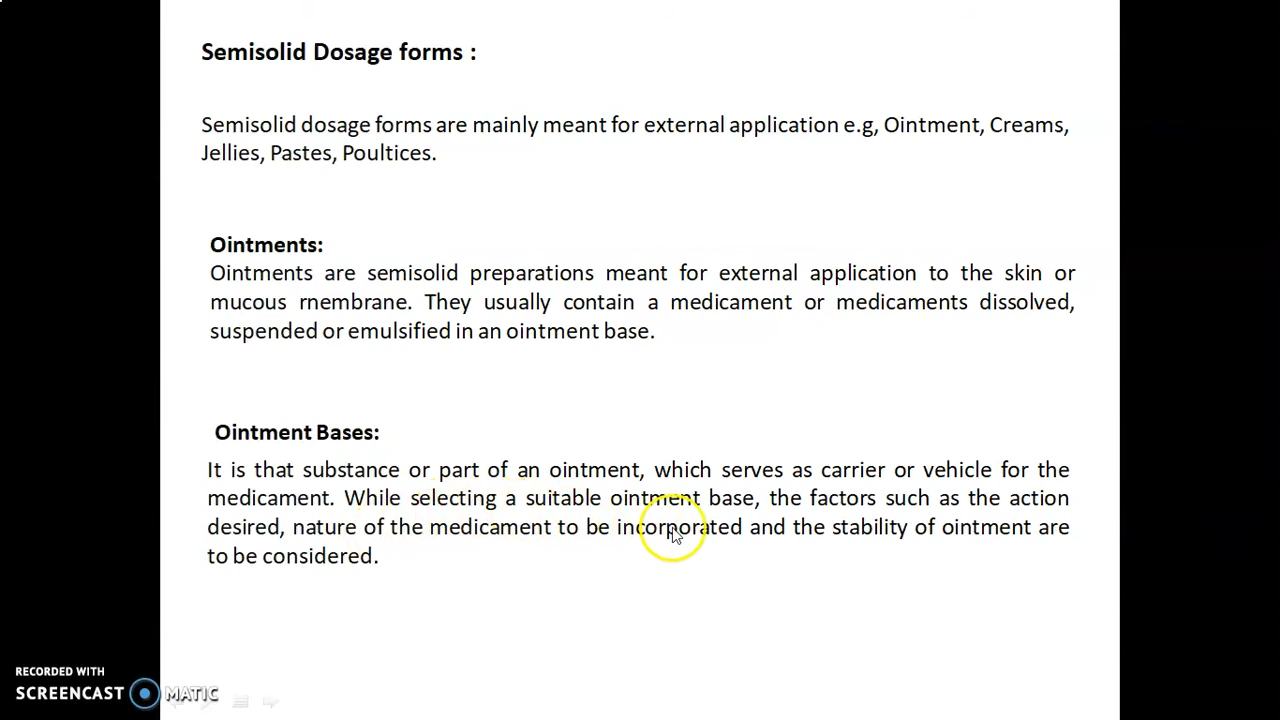 Semisolid Dosage forms :
Semisolid dosage forms are mainly meant for external application e.g, Ointment, Creams,
Jellies, Pastes, Poultices.
Ointments:
Ointments are semisolid preparations meant for external application to the skin or
mucous rnembrane. They usually contain a medicament or medicaments dissolved,
suspended or emulsified in an ointment base.
Ointment Bases:
It is that substance or part of an ointment, which serves as carrier or vehicle for the
medicament. While selecting a suitable ointment base, the factors such as the action
desired, nature of the medicament to be incorporated and the stability of ointment are
to be considered.
RECORDED WITH
SCREENCAST MATIC